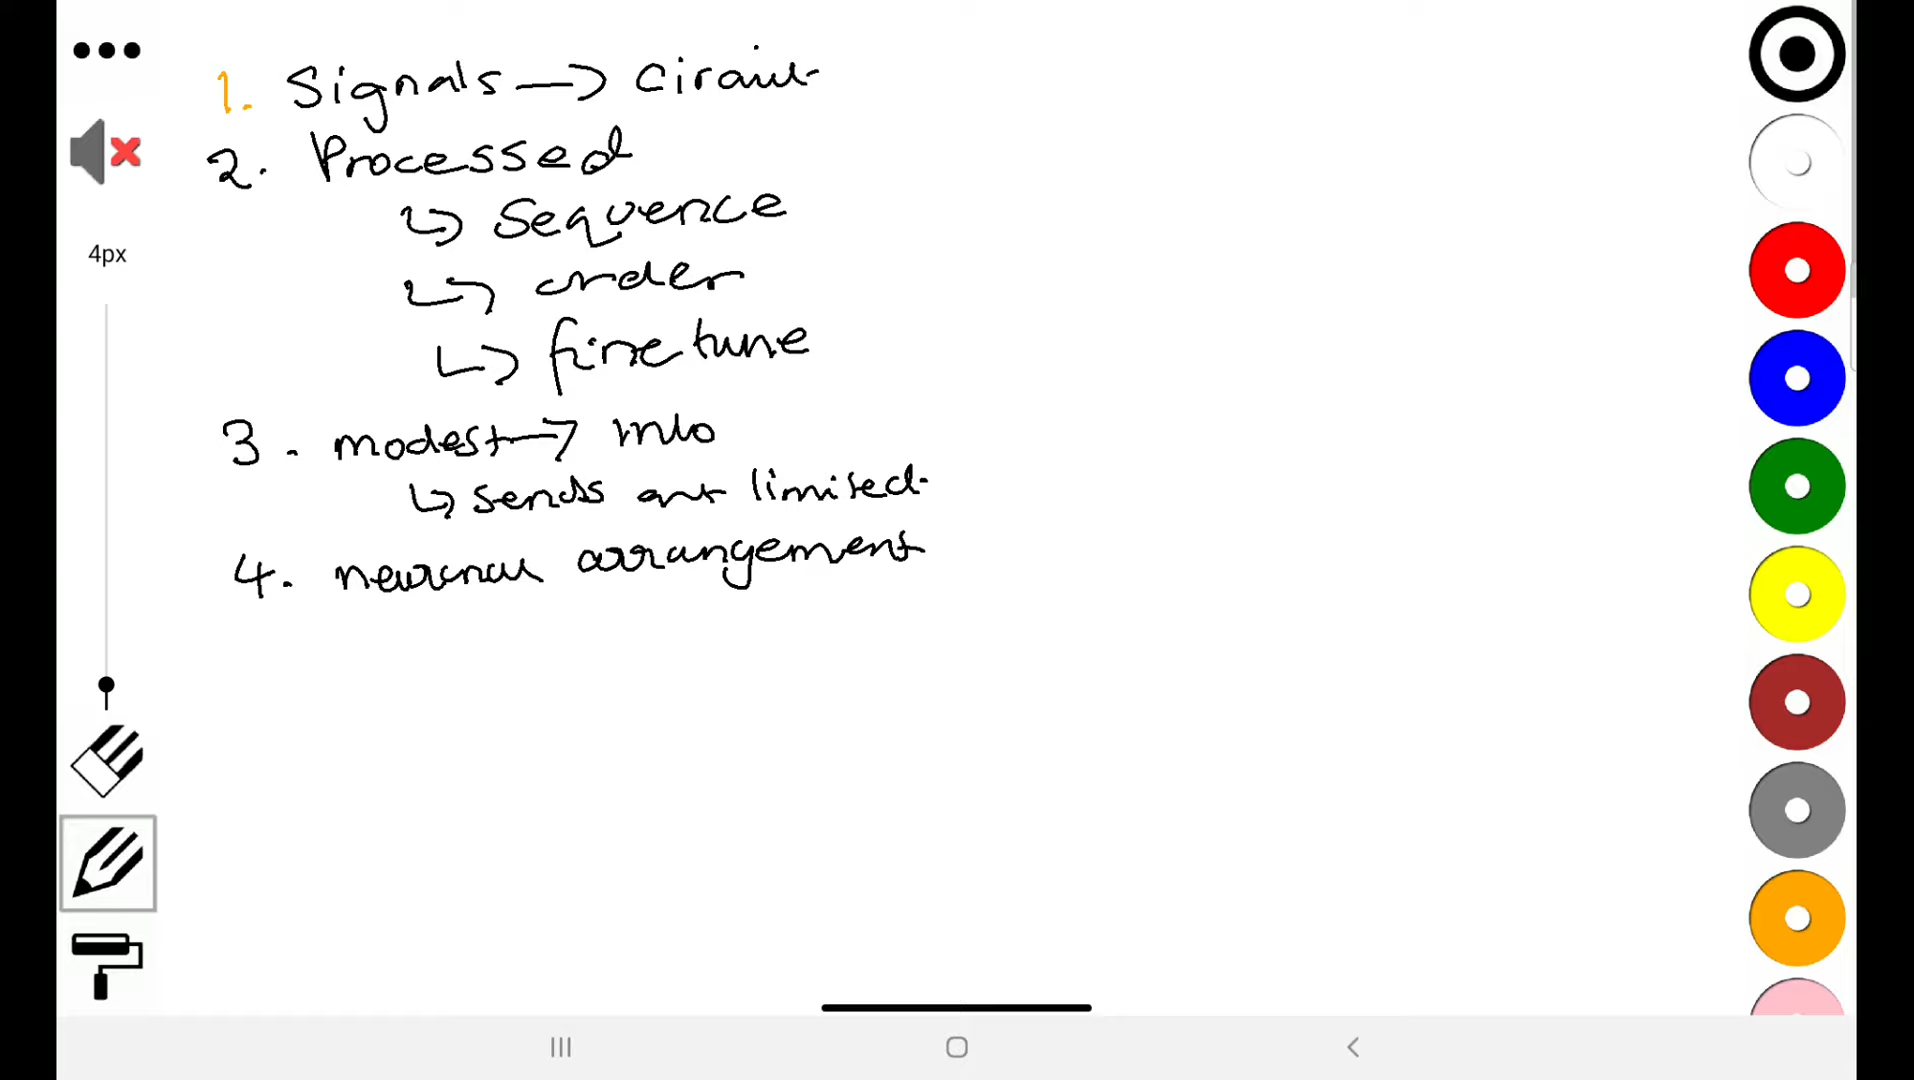 4px
1. Signals → Circuit
2. Processed
↳ sequence
↳ order
↳ fine tune
3. modest → info
↳ sends out limited.
4. neuronal arrangement